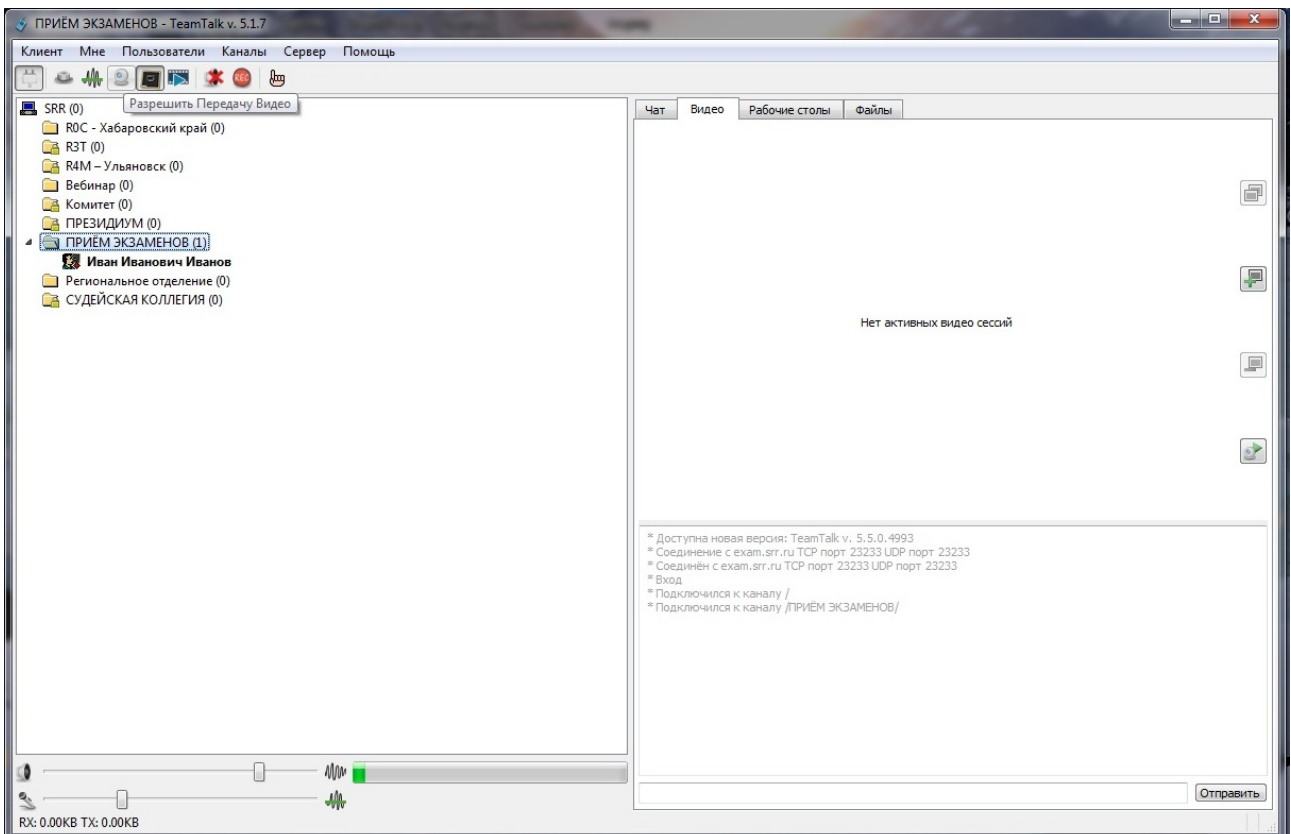 ПРИЁМ ЭКЗАМЕНОВ - TeamTalk v. 5.1.7
Клиент Мне Пользователи Каналы Сервер Помощь
REC
Разрешить Передачу Видео
SRR (0)
R0C - Хабаровский край (0)
R3T (0)
R4M – Ульяновск (0)
Вебинар (0)
Комитет (0)
ПРЕЗИДИУМ (0)
ПРИЁМ ЭКЗАМЕНОВ (1)
Иван Иванович Иванов
Региональное отделение (0)
СУДЕЙСКАЯ КОЛЛЕГИЯ (0)
Чат Видео Рабочие столы Файлы
Нет активных видео сессий
* Доступна новая версия: TeamTalk v. 5.5.0.4993
* Соединение с exam.srr.ru TCP порт 23233 UDP порт 23233
* Соединён с exam.srr.ru TCP порт 23233 UDP порт 23233
* Вход
* Подключился к каналу /
* Подключился к каналу /ПРИЁМ ЭКЗАМЕНОВ/
Отправить
RX: 0.00KB TX: 0.00KB